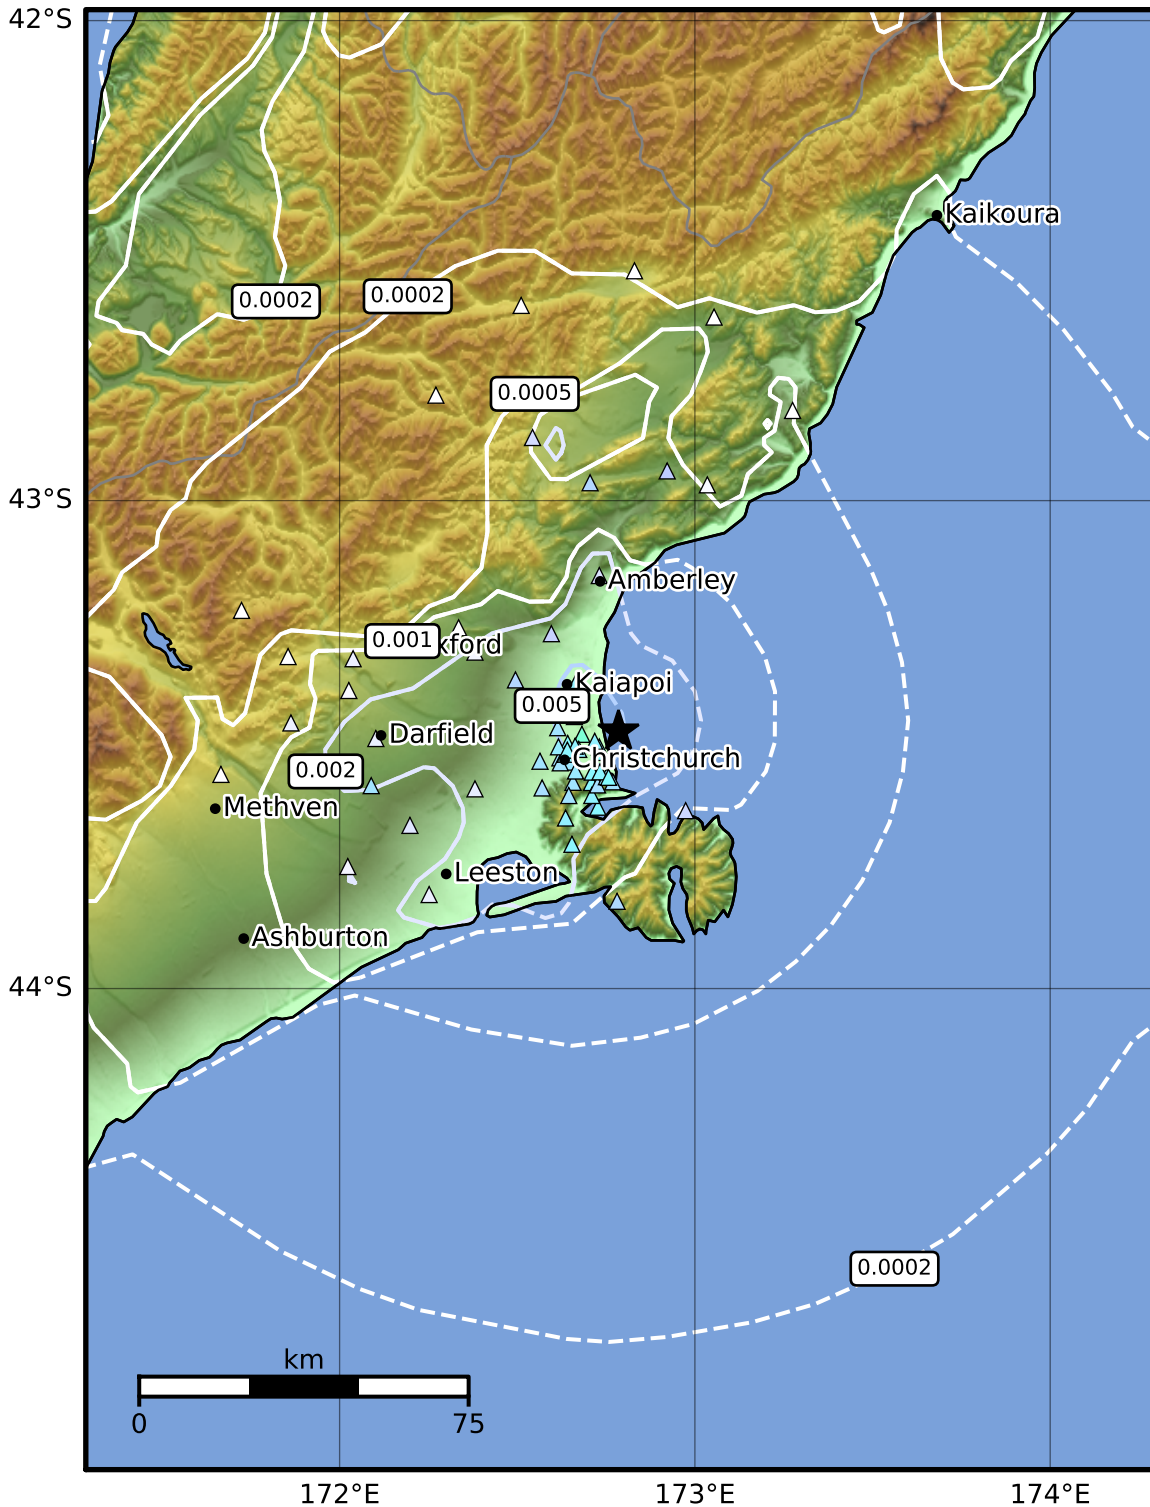 42°S
Kaikoura
0.0002
0.0002
0.0005
43°S
Amberley
0.001
xford
Kaiapoi
0.005
Darfield
Christchurch
0.002
Methven
Leeston
Ashburton
44°S
0.0002
km
0
75
172°E
173°E
174°E